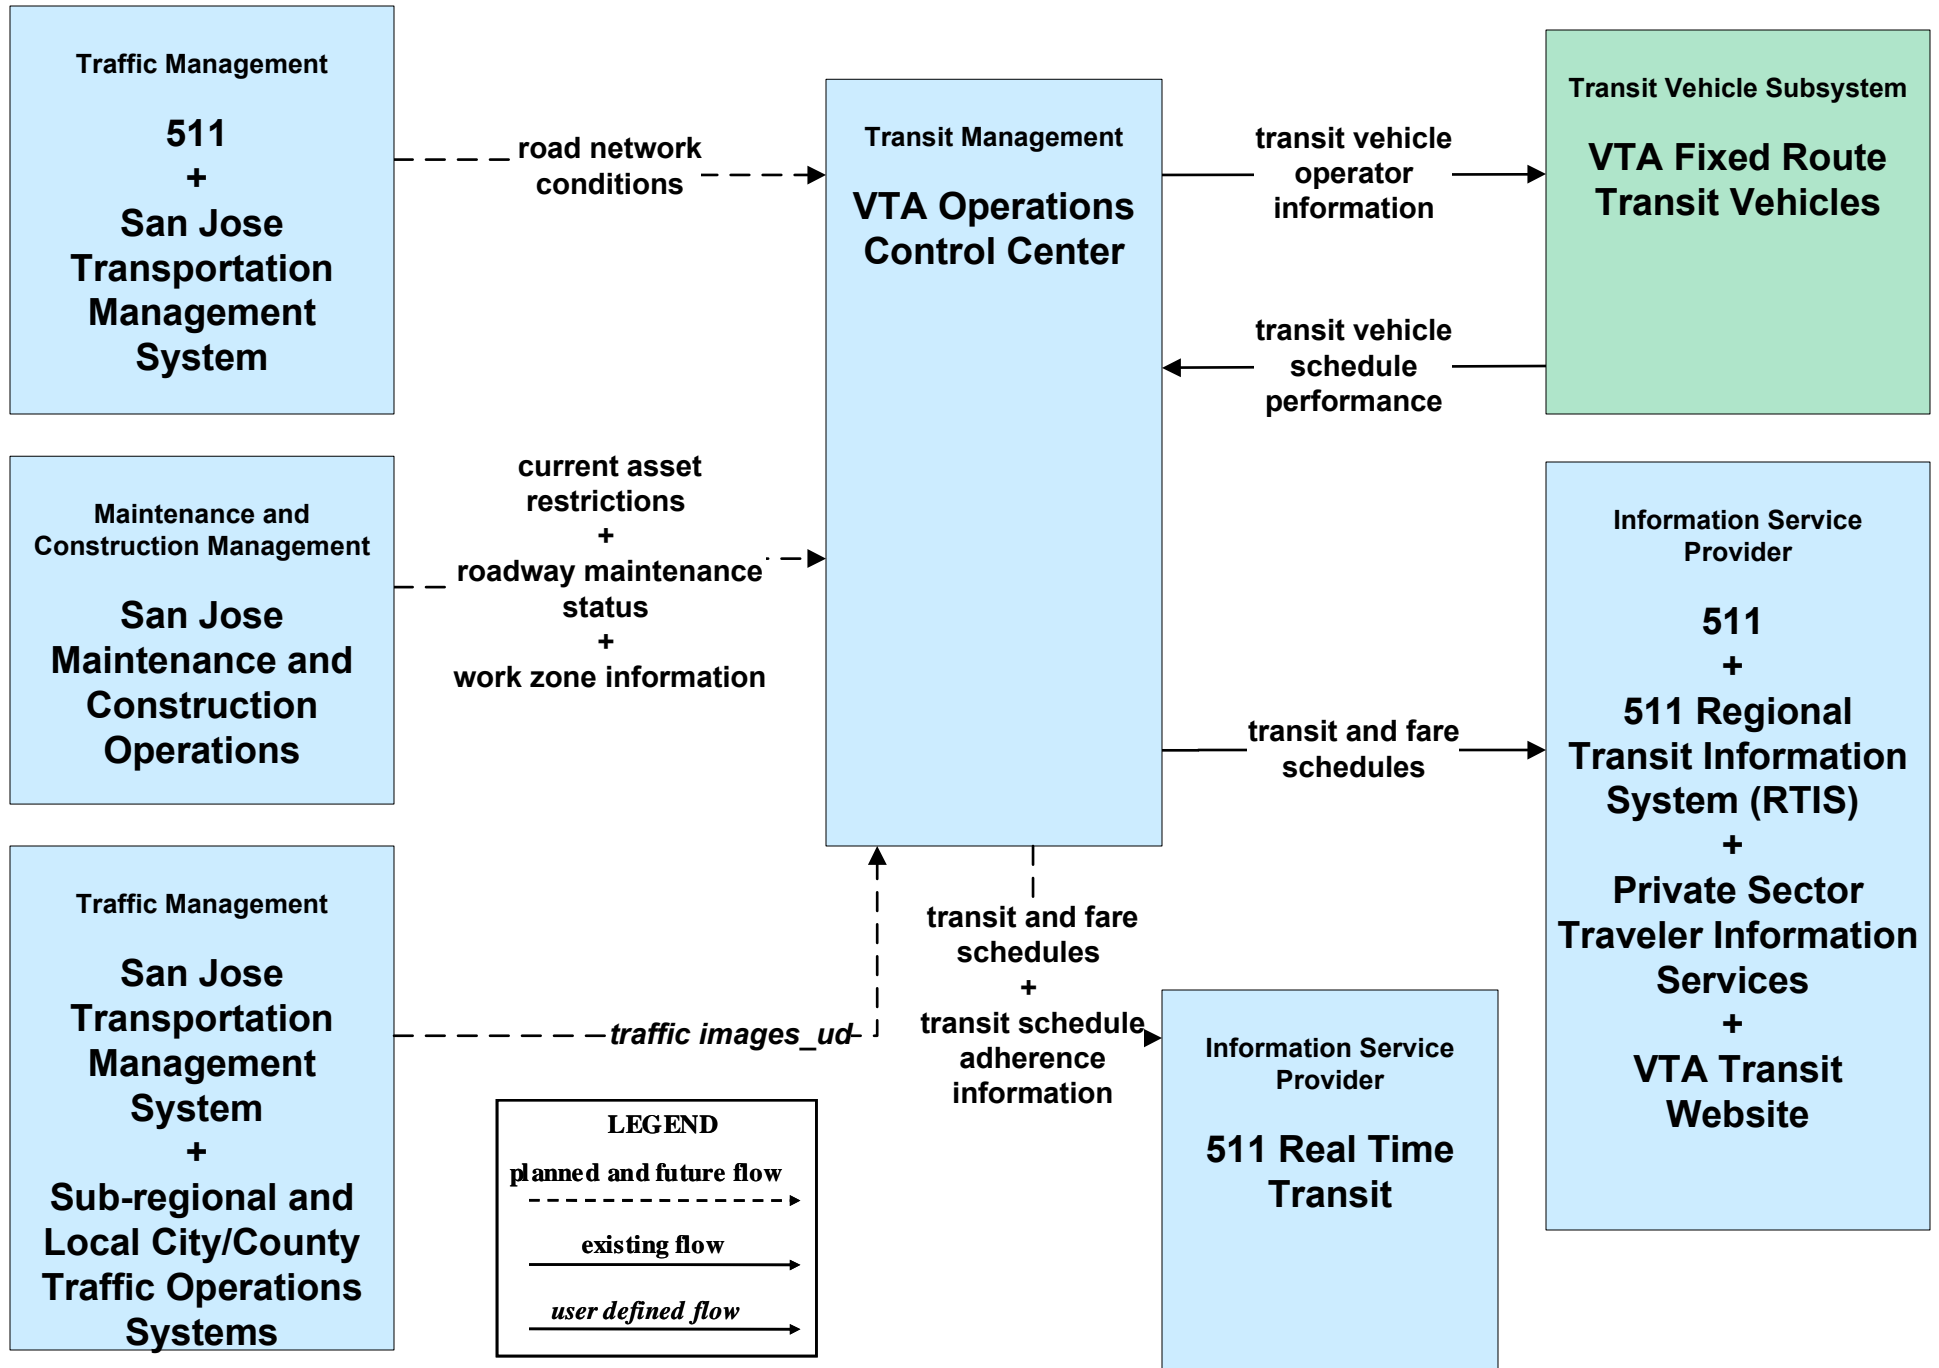 Traffic Management
511
+
San Jose
Transportation
Management
System
road network
conditions
Transit Management
VTA Operations
Control Center
transit vehicle
operator
information
Transit Vehicle Subsystem
VTA Fixed Route
Transit Vehicles
transit vehicle
schedule
performance
Maintenance and
Construction Management
San Jose
Maintenance and
Construction
Operations
current asset
restrictions
+
roadway maintenance
status
+
work zone information
transit and fare
schedules
Information Service
Provider
511
+
511 Regional
Transit Information
System (RTIS)
+
Private Sector
Traveler Information
Services
+
VTA Transit
Website
Traffic Management
San Jose
Transportation
Management
System
+
Sub-regional and
Local City/County
Traffic Operations
Systems
traffic images_ud
transit and fare
schedules
+
transit schedule
adherence
information
Information Service
Provider
511 Real Time
Transit
LEGEND
planned and future flow
existing flow
user defined flow